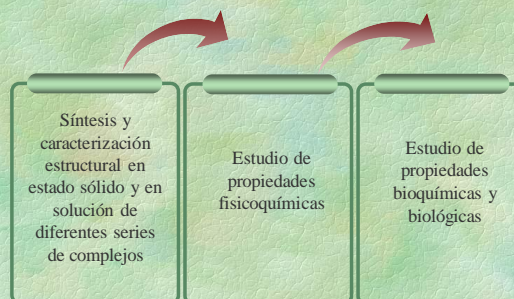 Síntesis y
caracterización
estructural en
estado sólido y en
solución de
diferentes series
de complejos
Estudio de
propiedades
fisicoquímicas
Estudio de
propiedades
bioquímicas y
biológicas